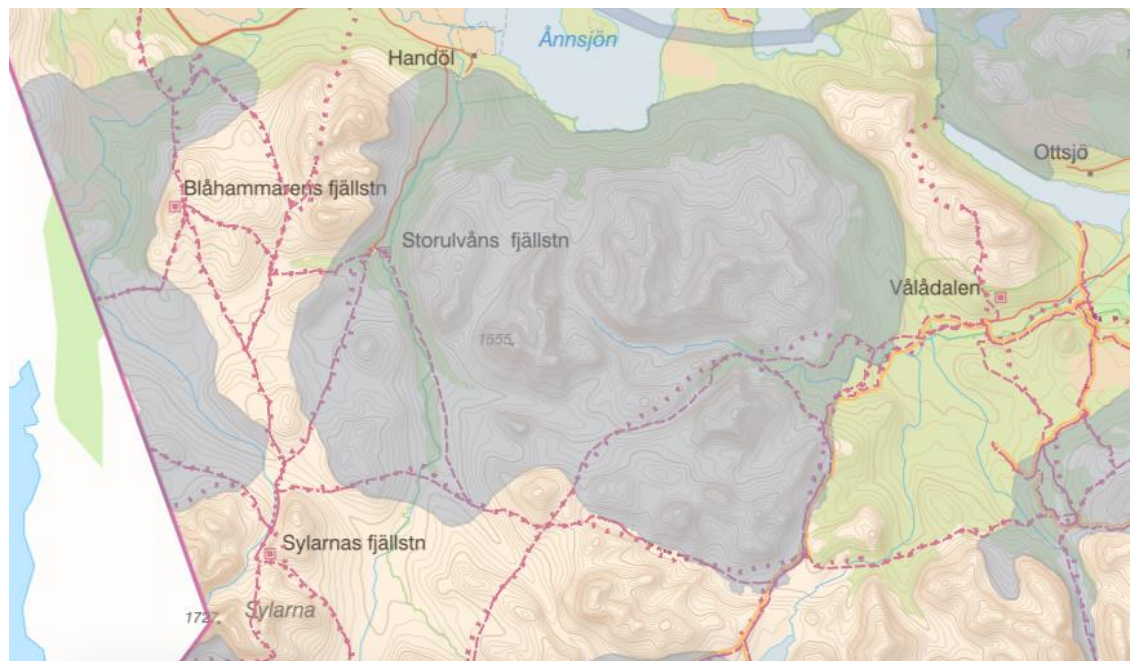 Ånnsjön
Handöl
Ottsjö
Blåhammarens fjällstn
Storulvåns fjällstn
Vålådalen
1555
Sylarnas fjällstn
1727
Sylarna